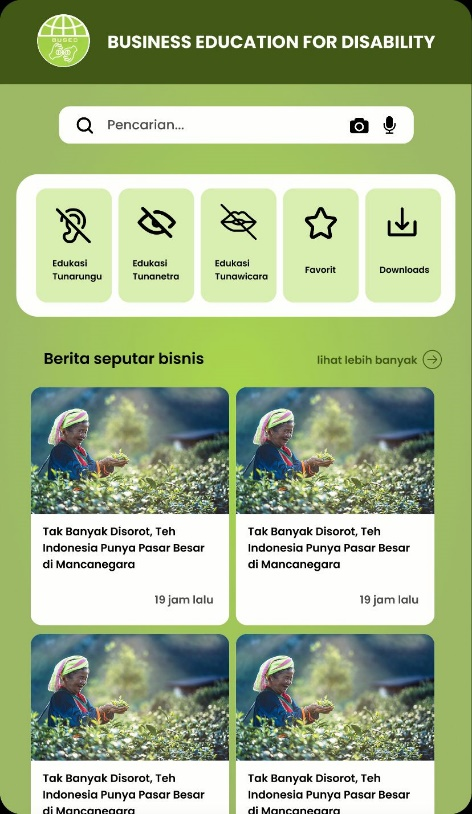 BUSED
BUSINESS EDUCATION FOR DISABILITY
Pencarian...
Edukasi
Tunarungu
Edukasi
Tunanetra
Edukasi
Tunawicara
Favorit
Downloads
Berita seputar bisnis
lihat lebih banyak
Tak Banyak Disorot, Teh
Indonesia Punya Pasar Besar
di Mancanegara
19 jam lalu
Tak Banyak Disorot, Teh
Indonesia Punya Pasar Besar
di Mancanegara
19 jam lalu
Tak Banyak Disorot, Teh
Indonesia Punya Pasar Besar
di Mancanegara
Tak Banyak Disorot, Teh
Indonesia Punya Pasar Besar
di Mancanegara